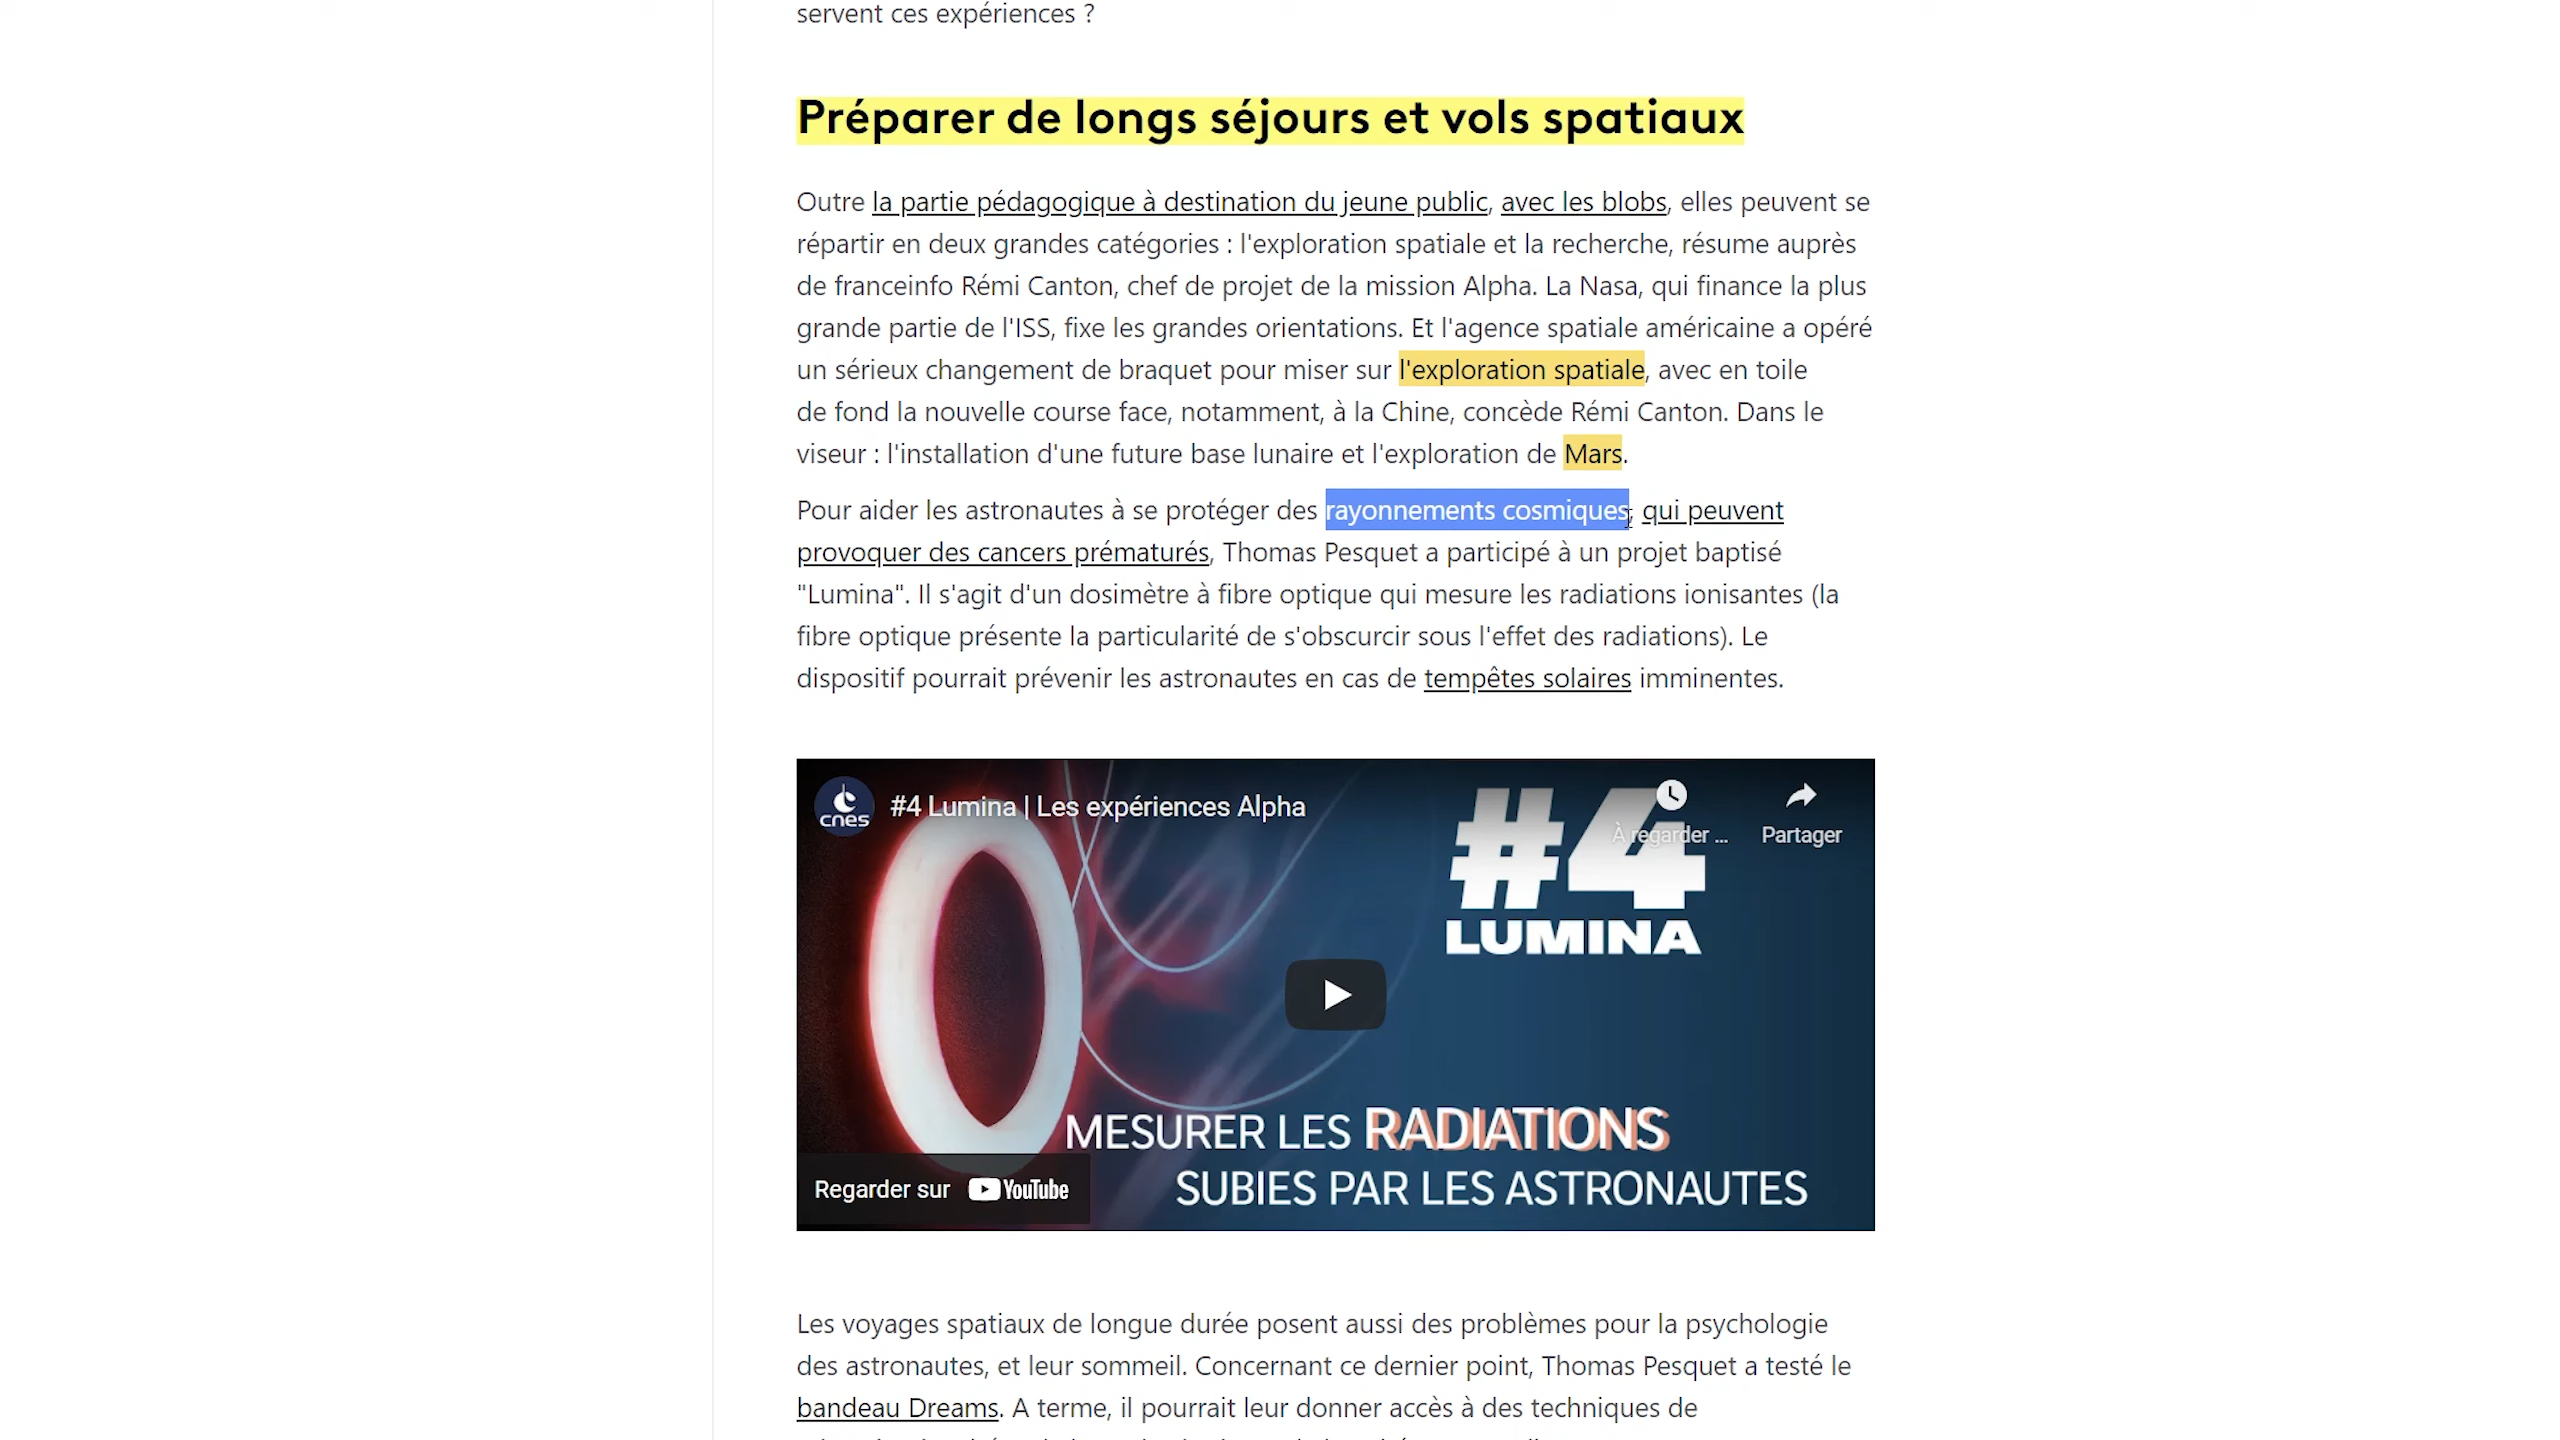 servent ces expériences ?
Préparer de longs séjours et vols spatiaux
Outre la partie pédagogique à destination du jeune public, avec les blobs, elles peuvent se
répartir en deux grandes catégories : l'exploration spatiale et la recherche, résume auprès
de franceinfo Rémi Canton, chef de projet de la mission Alpha. La Nasa, qui finance la plus
grande partie de l'ISS, fixe les grandes orientations. Et l'agence spatiale américaine a opéré
un sérieux changement de braquet pour miser sur l'exploration spatiale, avec en toile
de fond la nouvelle course face, notamment, à la Chine, concède Rémi Canton. Dans le
viseur : l'installation d'une future base lunaire et l'exploration de Mars.
Pour aider les astronautes à se protéger des rayonnements cosmiques, qui peuvent
provoquer des cancers prématurés, Thomas Pesquet a participé à un projet baptisé
"Lumina". Il s'agit d'un dosimètre à fibre optique qui mesure les radiations ionisantes (la
fibre optique présente la particularité de s'obscurcir sous l'effet des radiations). Le
dispositif pourrait prévenir les astronautes en cas de tempêtes solaires imminentes.
cnes
#4 Lumina | Les expériences Alpha
À regarder ...
Partager
#4
LUMINA
MESURER LES RADIATIONS
SUBIES PAR LES ASTRONAUTES
Regarder sur YouTube
Les voyages spatiaux de longue durée posent aussi des problèmes pour la psychologie
des astronautes, et leur sommeil. Concernant ce dernier point, Thomas Pesquet a testé le
bandeau Dreams. A terme, il pourrait leur donner accès à des techniques de